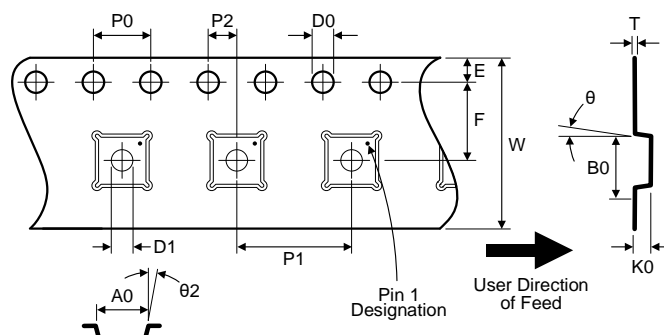 P0
P2
D0
T
E
F
W
θ
B0
D1
P1
K0
A0
θ2
Pin 1
Designation
User Direction
of Feed